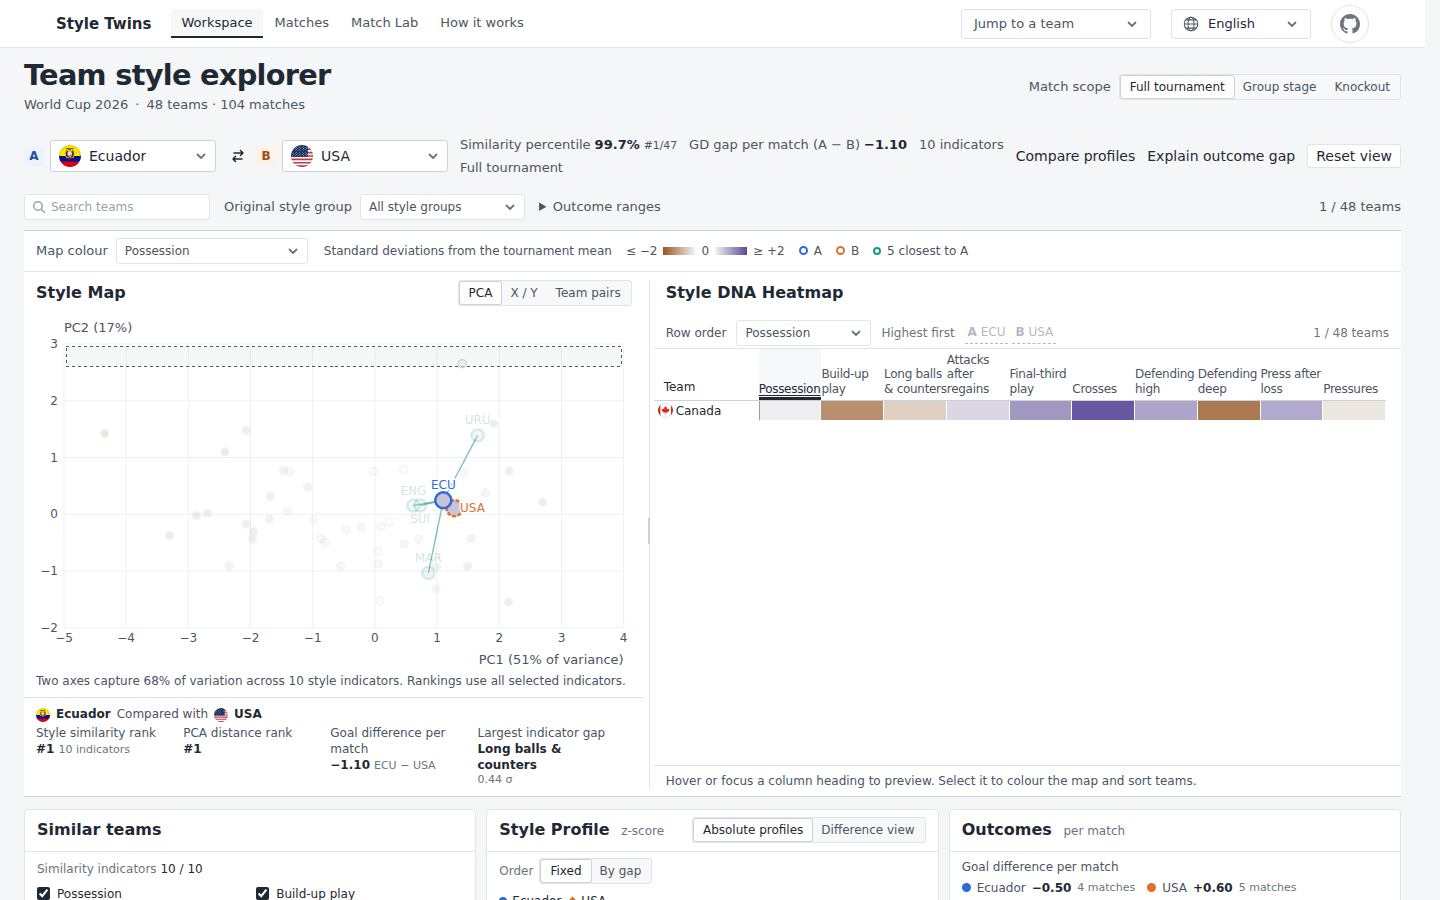 Style Twins
Workspace
Matches
Match Lab
How it works
Jump to a team
English
Team style explorer
World Cup 2026 · 48 teams · 104 matches
Match scope
Full tournament
Group stage
Knockout
A
Ecuador
B
USA
Similarity percentile 99.7% #1/47 GD gap per match (A − B) −1.10 10 indicators
Full tournament
Compare profiles
Explain outcome gap
Reset view
Search teams
Original style group
All style groups
Outcome ranges
1 / 48 teams
Map colour
Possession
Standard deviations from the tournament mean
≤ −2
0
≥ +2
A
B
5 closest to A
Style Map
PCA
X / Y
Team pairs
PC2 (17%)
3
2
1
0
−1
−2
URU
ECU
ENG
USA
SUI
MAR
−5
−4
−3
−2
−1
0
1
2
3
4
PC1 (51% of variance)
Two axes capture 68% of variation across 10 style indicators. Rankings use all selected indicators.
Ecuador Compared with USA
Style similarity rank
#1 10 indicators
PCA distance rank
#1
Goal difference per
match
−1.10 ECU − USA
Largest indicator gap
Long balls &
counters
0.44 σ
Style DNA Heatmap
Row order
Possession
Highest first
A ECU
B USA
1 / 48 teams
Team
Possession
Build-up
play
Long balls
& counters
Attacks
after
regains
Final-third
play
Crosses
Defending
high
Defending
deep
Press after
loss
Pressures
Canada
Hover or focus a column heading to preview. Select it to colour the map and sort teams.
Similar teams
Similarity indicators 10 / 10
Possession
Build-up play
Style Profile z-score
Absolute profiles
Difference view
Order
Fixed
By gap
Ecuador
USA
Outcomes per match
Goal difference per match
Ecuador −0.50 4 matches
USA +0.60 5 matches